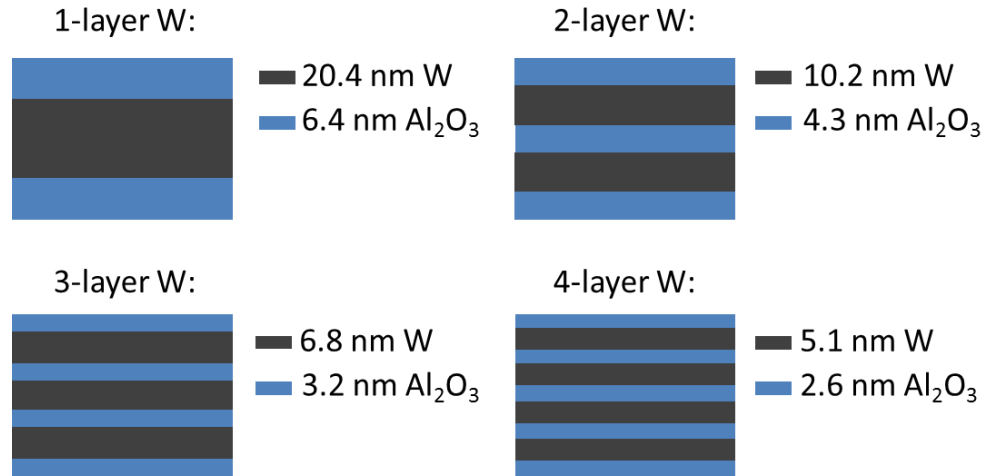 1-layer W:
20.4 nm W
6.4 nm Al₂O₃
2-layer W:
10.2 nm W
4.3 nm Al₂O₃
3-layer W:
6.8 nm W
3.2 nm Al₂O₃
4-layer W:
5.1 nm W
2.6 nm Al₂O₃